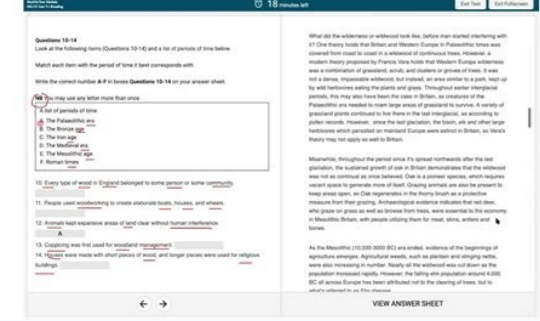 18 minutes left
Exit Test
Exit Fullscreen
Questions 10-14
Look at the following items (Questions 10-14) and a list of periods of time below
Match each item with the period of time it best corresponds with
Write the correct number A-F in boxes Questions 10-14 on your answer sheet.
NB You may use any letter more than once
A list of periods of time
A. The Palaeolithic era
B. The Bronze age
C. The Iron age
D. The Medieval era
E. The Mesolithic age
F. Roman times
10. Every type of wood in England belonged to some person or some community.
11. People used woodworking to create elaborate boats, houses, and wheels.
12. Animals kept expansive areas of land clear without human interference.
A
13. Coppicing was first used for woodland management.
14. Houses were made with short pieces of wood, and longer pieces were used for religious
buildings.
What did the wilderness or wildwood look like, before man started interfering with
it? One theory holds that Britain and Western Europe in Palaeolithic times was
covered from coast to coast in a wildwood of continuous trees. However, a
modern theory proposed by Francis Vera holds that Western Europe wilderness
was a combination of grassland, scrub, and clusters or groves of trees. It was
not a dense, impassable wildwood, but instead, an area similar to a park, kept up
by wild herbivores eating the plants and grass. Throughout earlier interglacial
periods, this may also have been the case in Britain, as creatures of the
Palaeolithic era needed to roam large areas of grassland to survive. A variety of
grassland plants continued to live there in the last interglacial, as according to
pollen records. However, since the last glaciation, the bison, elk and other large
herbivores which persisted on mainland Europe were extinct in Britain, so Vera's
theory may not apply as well to Britain.
Meanwhile, throughout the period since it's spread northwards after the last
glaciation, the sustained growth of oak in Britain demonstrates that the wildwood
was not as continual as once believed. Oak is a pioneer species, which requires
vacant space to generate more of itself. Grazing animals are also be present to
keep areas open, as Oak regenerates in the thorny brush as a protective
measure from their grazing. Archaeological evidence indicates that red deer,
who graze on grass as well as browse from trees, were essential to the economy
in Mesolithic Britain, with people utilizing them for meat, skins, antlers and
bones.
As the Mesolithic (10,000-3000 BC) era ended, evidence of the beginnings of
agriculture emerges. Agricultural weeds, such as plantain and stinging nettle,
were also increasing in number. Nearly all the wildwood was cut down as the
population increased rapidly. However, the falling elm population around 4,000
BC all across Europe has been attributed not to the clearing of trees, but to
what's referred to as Elm disease.
VIEW ANSWER SHEET